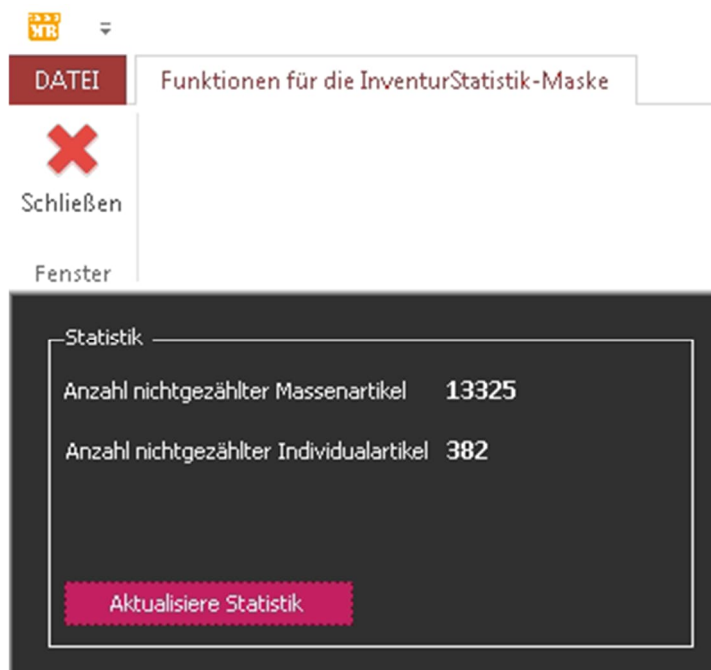 MR
DATEI
Funktionen für die InventurStatistik-Maske
Schließen
Fenster
Statistik
Anzahl nichtgezählter Massenartikel 13325
Anzahl nichtgezählter Individualartikel 382
Aktualisiere Statistik